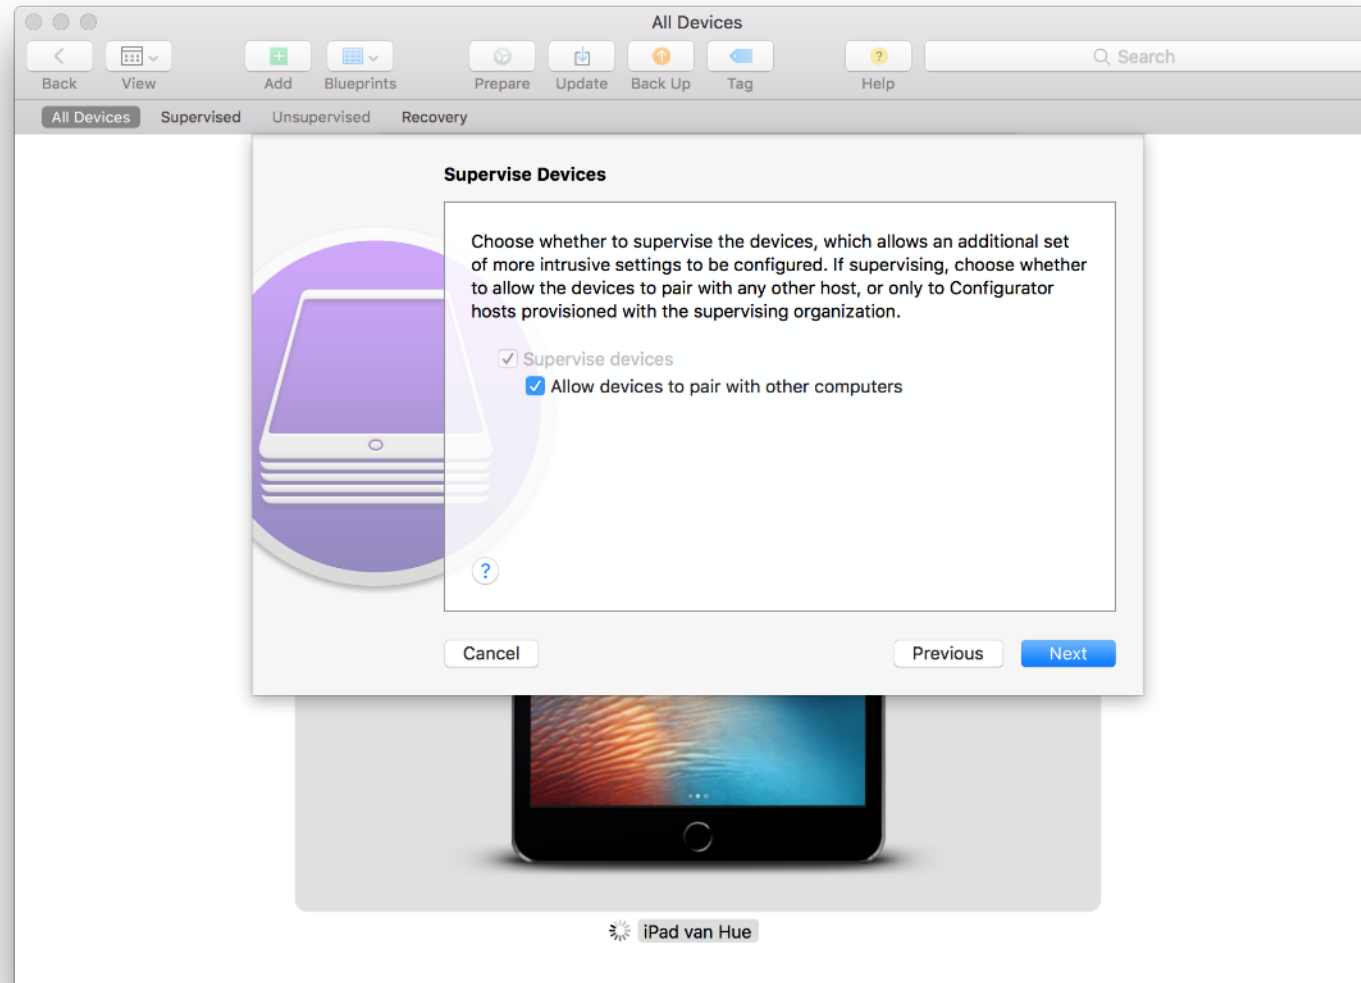 All Devices
Back
View
Add
Blueprints
Prepare
Update
Back Up
Tag
?
Help
Search
All Devices
Supervised
Unsupervised
Recovery
Supervise Devices
Choose whether to supervise the devices, which allows an additional set
of more intrusive settings to be configured. If supervising, choose whether
to allow the devices to pair with any other host, or only to Configurator
hosts provisioned with the supervising organization.
Supervise devices
Allow devices to pair with other computers
?
Cancel
Previous
Next
iPad van Hue